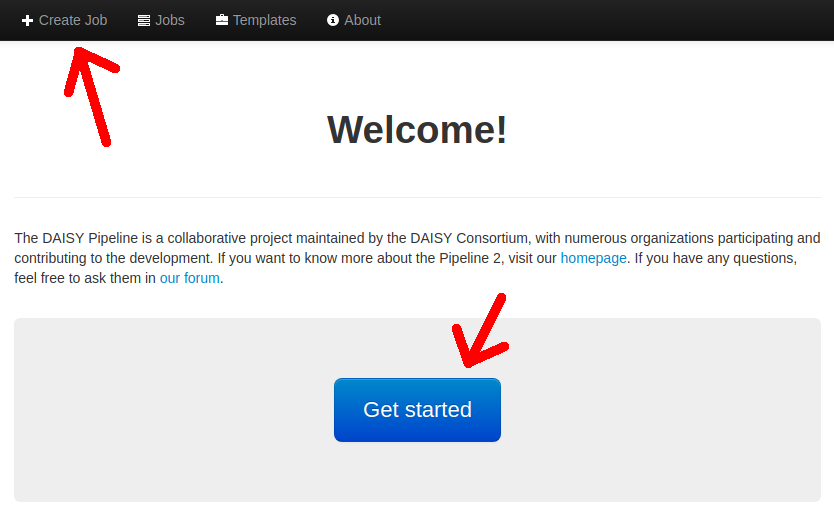 Create Job Jobs Templates About
Welcome!
The DAISY Pipeline is a collaborative project maintained by the DAISY Consortium, with numerous organizations participating and
contributing to the development. If you want to know more about the Pipeline 2, visit our homepage. If you have any questions,
feel free to ask them in our forum.
Get started